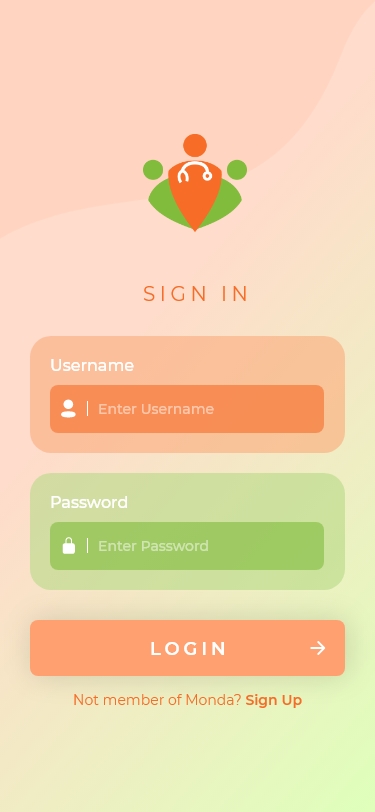 SIGN IN
Username
Enter Username
Password
Enter Password
LOGIN
Not member of Monda? Sign Up